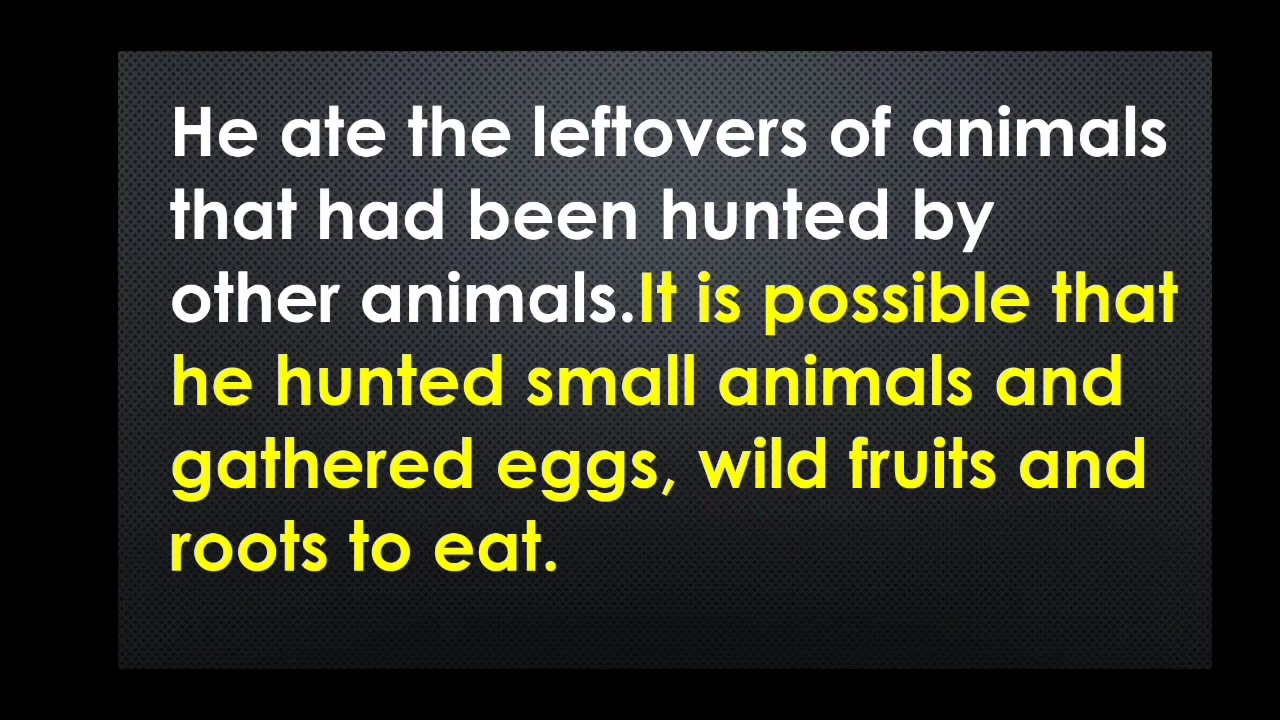 He ate the leftovers of animals
that had been hunted by
other animals.It is possible that
he hunted small animals and
gathered eggs, wild fruits and
roots to eat.